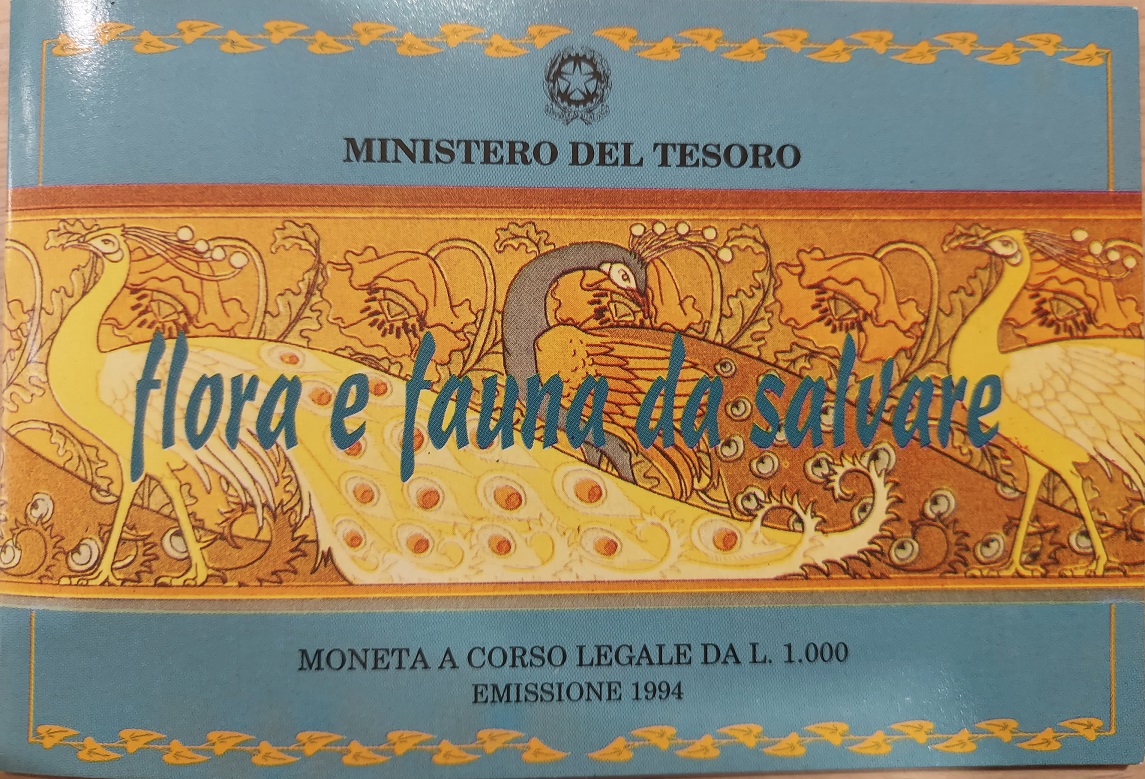 MINISTERO DEL TESORO
flora e fauna da salvare
MONETA A CORSO LEGALE DA L. 1.000
EMISSIONE 1994